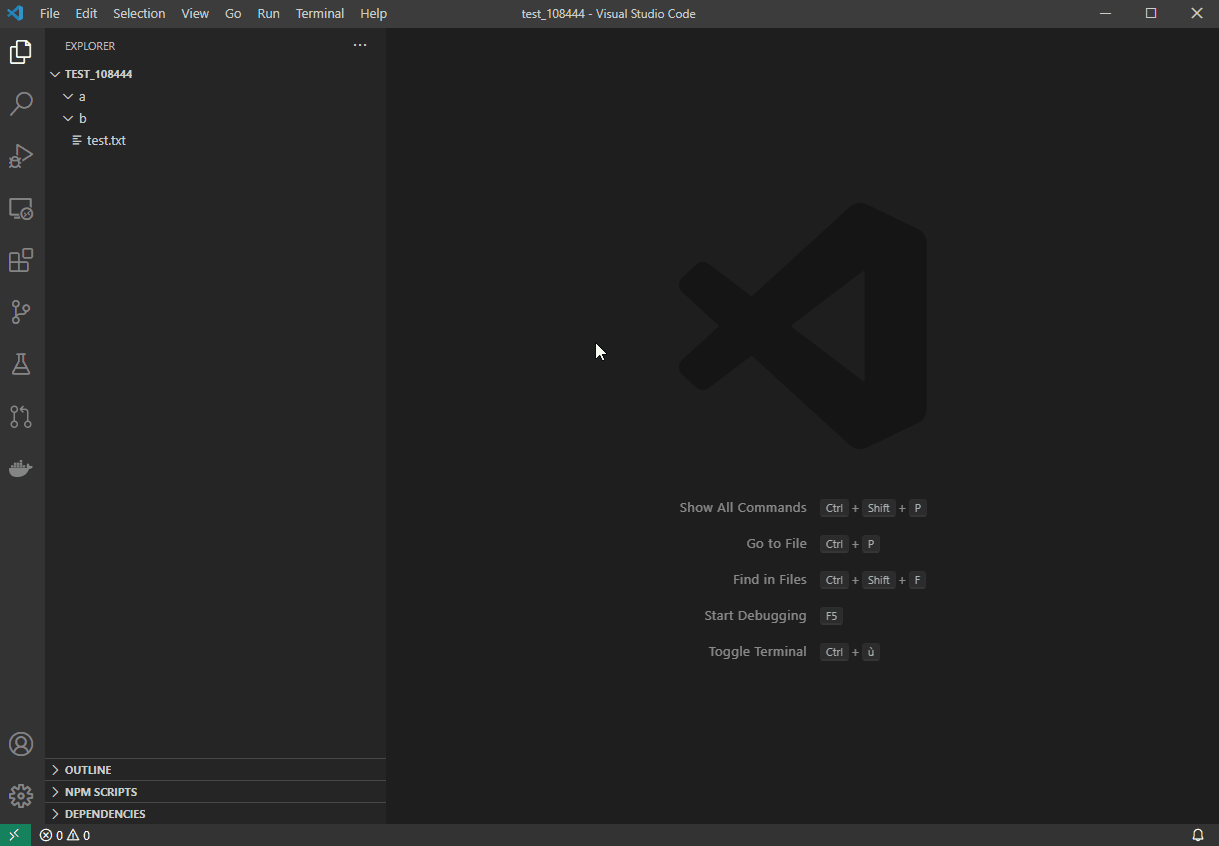 File Edit Selection View Go Run Terminal Help
test_108444 - Visual Studio Code
EXPLORER
TEST_108444
a
b
test.txt
Show All Commands Ctrl + Shift + P
Go to File Ctrl + P
Find in Files Ctrl + Shift + F
Start Debugging F5
Toggle Terminal Ctrl + ù
OUTLINE
NPM SCRIPTS
DEPENDENCIES
0 0